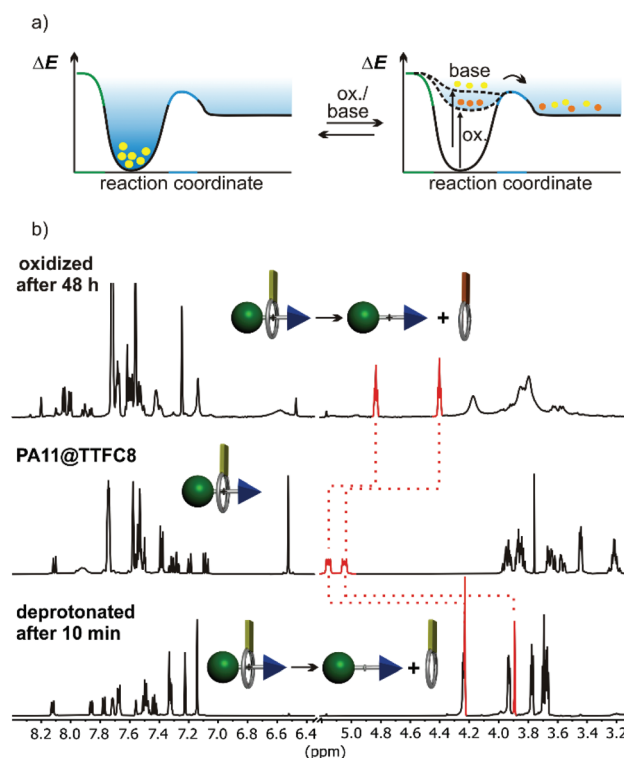 a)
ΔE
ΔE
base
ox./
base
ox.
reaction coordinate
reaction coordinate
b)
oxidized
after 48 h
+
+
+
PA11@TTFC8
+
deprotonated
after 10 min
+
+
8.2 8.0 7.8 7.6 7.4 7.2 7.0 6.8 6.6 6.4 5.0 4.8 4.6 4.4 4.2 4.0 3.8 3.6 3.4 3.2
(ppm)